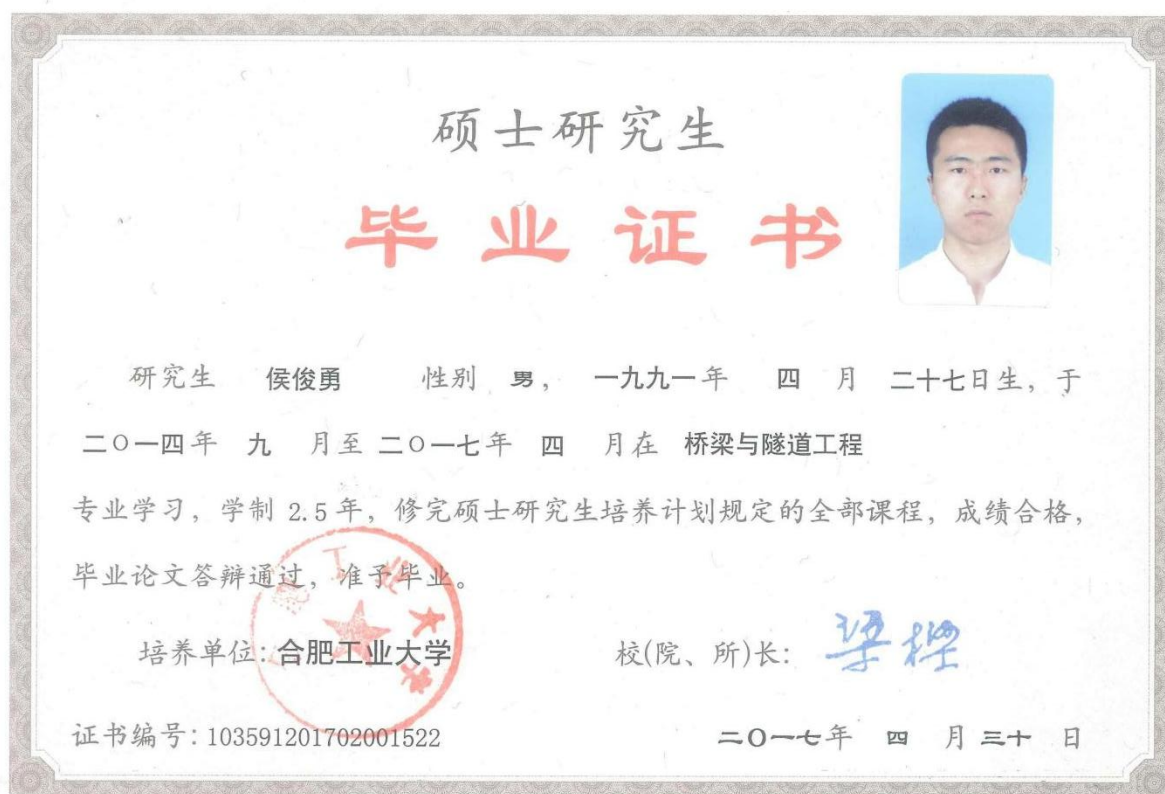 硕士研究生
毕业证书
研究生 侯俊勇 性别 男， 一九九一年 四 月 二十七日生，于
二〇一四年 九 月至 二〇一七年 四 月在 桥梁与隧道工程
专业学习，学制 2.5 年，修完硕士研究生培养计划规定的全部课程，成绩合格，
毕业论文答辩通过，准予毕业。
培养单位：合肥工业大学 校(院、所)长：梁樑
证书编号：103591201702001522 二〇一七年 四 月 三十 日